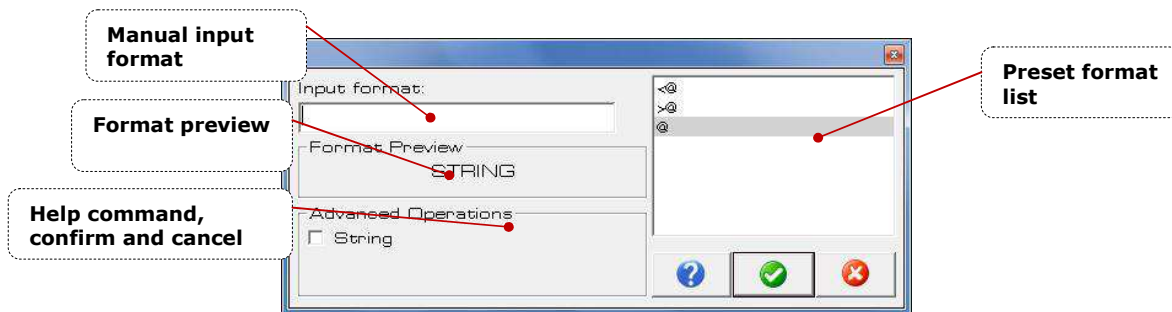 Manual input
format
Format preview
Help command,
confirm and cancel
Input format:
Format Preview
STRING
Advanced Operations
String
<@
>@
@
Preset format
list